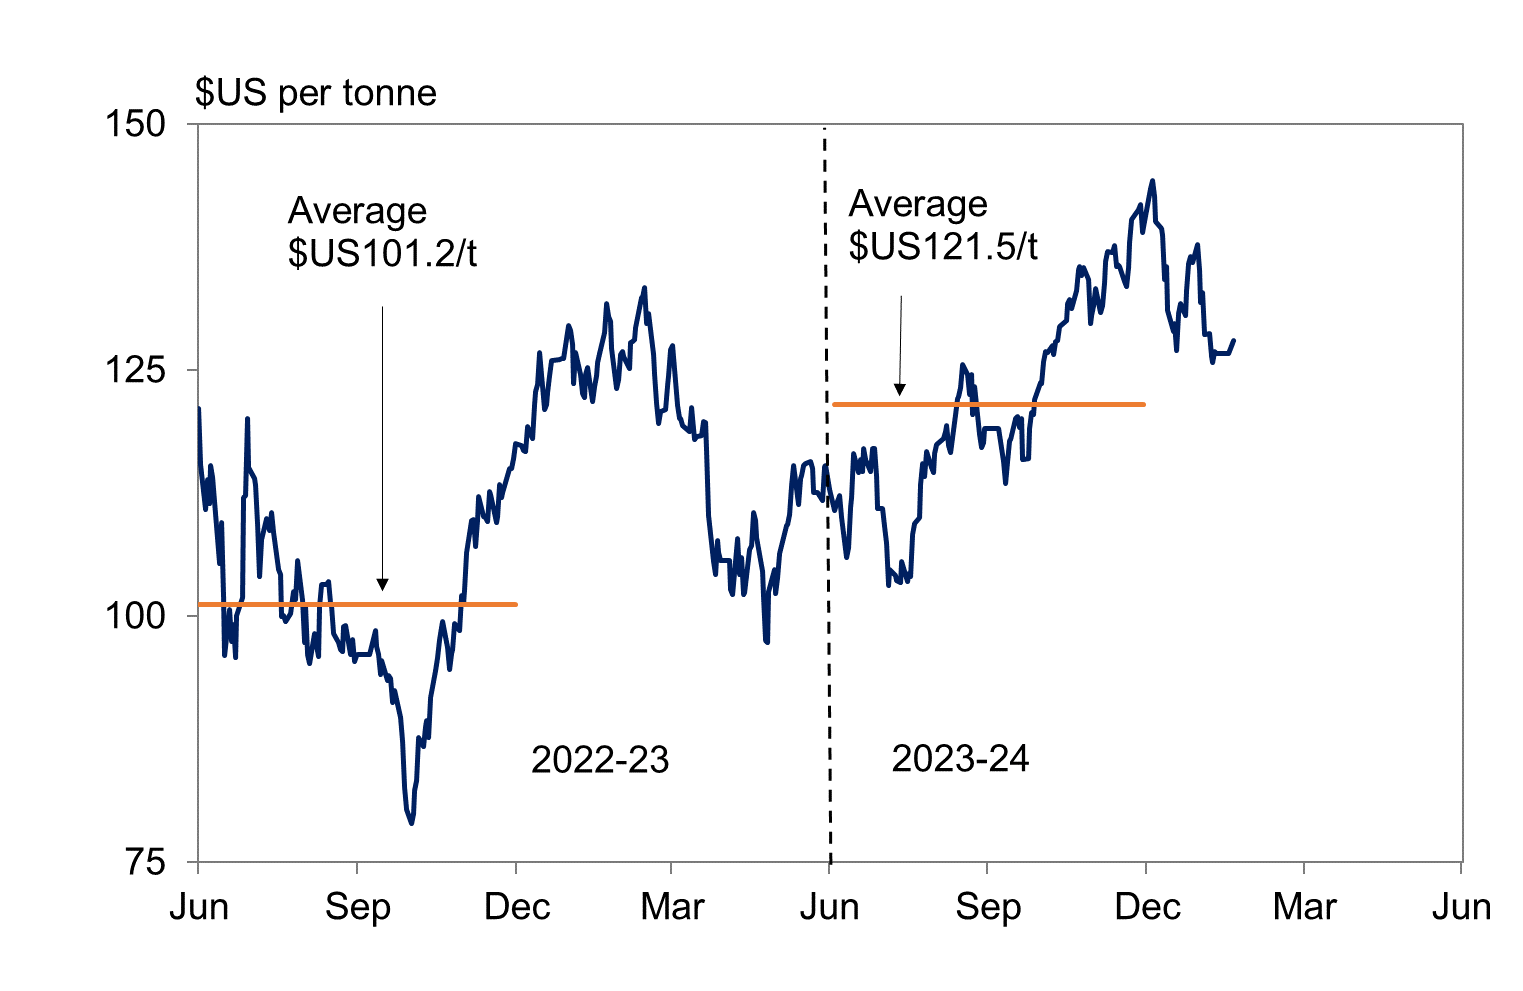 $US per tonne
150
125
100
75
Average
$US101.2/t
Average
$US121.5/t
2022-23
2023-24
Jun Sep Dec Mar Jun Sep Dec Mar Jun